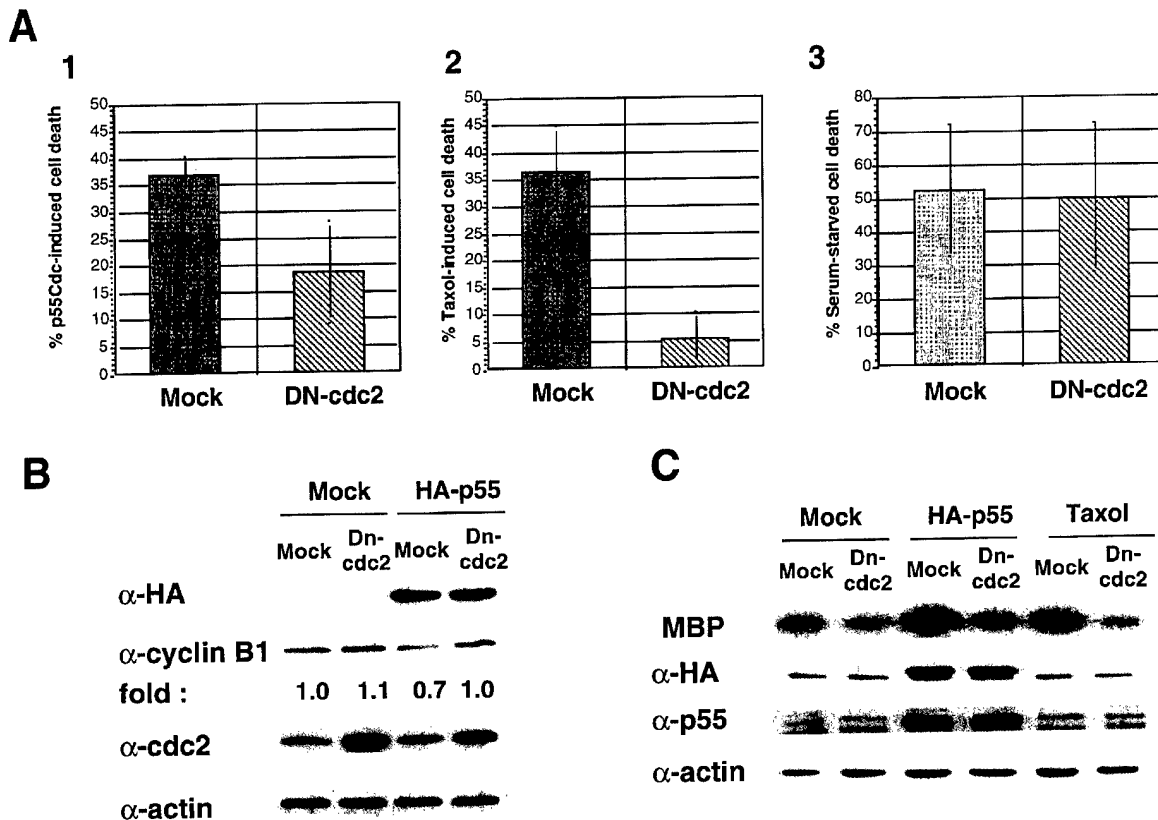 A
1
% p55Cdc-induced cell death
50
45
40
35
30
25
20
15
10
5
0
Mock DN-cdc2
2
% Taxol-induced cell death
50
45
40
35
30
25
20
15
10
5
0
Mock DN-cdc2
3
% Serum-starved cell death
80
70
60
50
40
30
20
10
0
Mock DN-cdc2
B
Mock HA-p55
Mock Dn-cdc2 Mock Dn-cdc2
α-HA
α-cyclin B1
fold : 1.0 1.1 0.7 1.0
α-cdc2
α-actin
C
Mock HA-p55 Taxol
Mock Dn-cdc2 Mock Dn-cdc2 Mock Dn-cdc2
MBP
α-HA
α-p55
α-actin